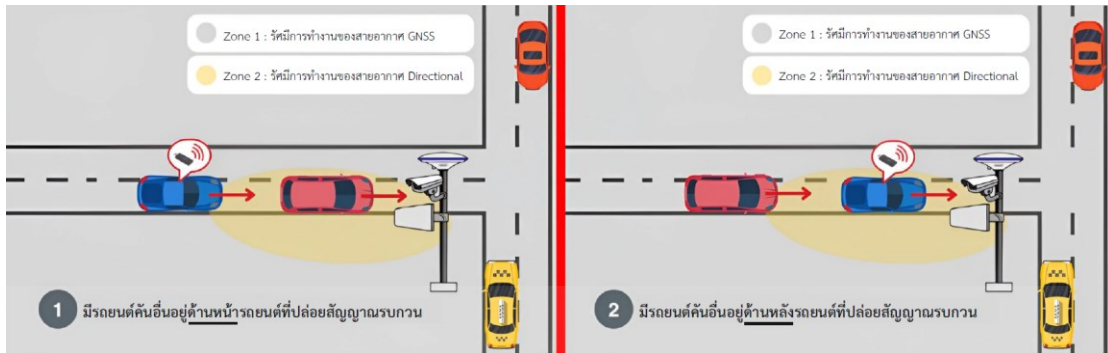 Zone 1 : รัศมีการทำงานของสายอากาศ GNSS
Zone 2 : รัศมีการทำงานของสายอากาศ Directional
1 มีรถยนต์คันอื่นอยู่ด้านหน้ารถยนต์ที่ปล่อยสัญญาณรบกวน
Zone 1 : รัศมีการทำงานของสายอากาศ GNSS
Zone 2 : รัศมีการทำงานของสายอากาศ Directional
2 มีรถยนต์คันอื่นอยู่ด้านหลังรถยนต์ที่ปล่อยสัญญาณรบกวน